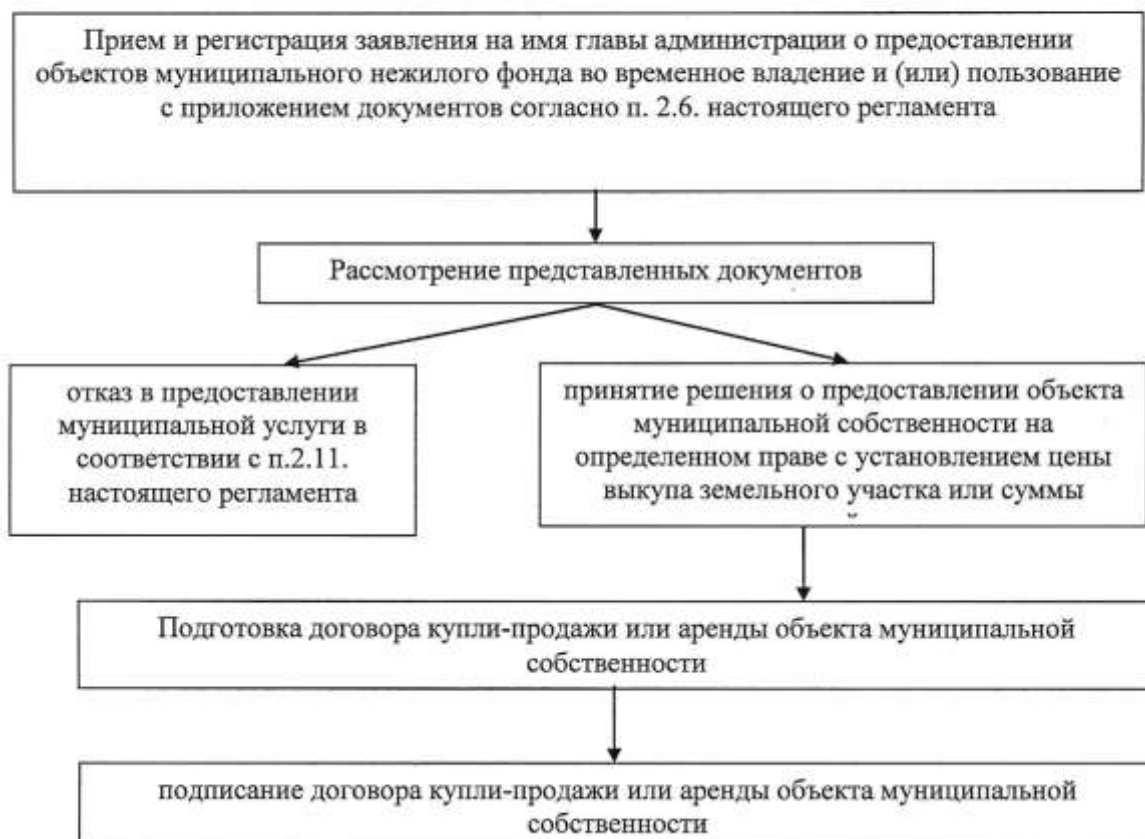 Прием и регистрация заявления на имя главы администрации о предоставлении
объектов муниципального нежилого фонда во временное владение и (или) пользование
с приложением документов согласно п. 2.6. настоящего регламента
Рассмотрение представленных документов
отказ в предоставлении
муниципальной услуги в
соответствии с п.2.11.
настоящего регламента
принятие решения о предоставлении объекта
муниципальной собственности на
определенном праве с установлением цены
выкупа земельного участка или суммы
Подготовка договора купли-продажи или аренды объекта муниципальной
собственности
подписание договора купли-продажи или аренды объекта муниципальной
собственности